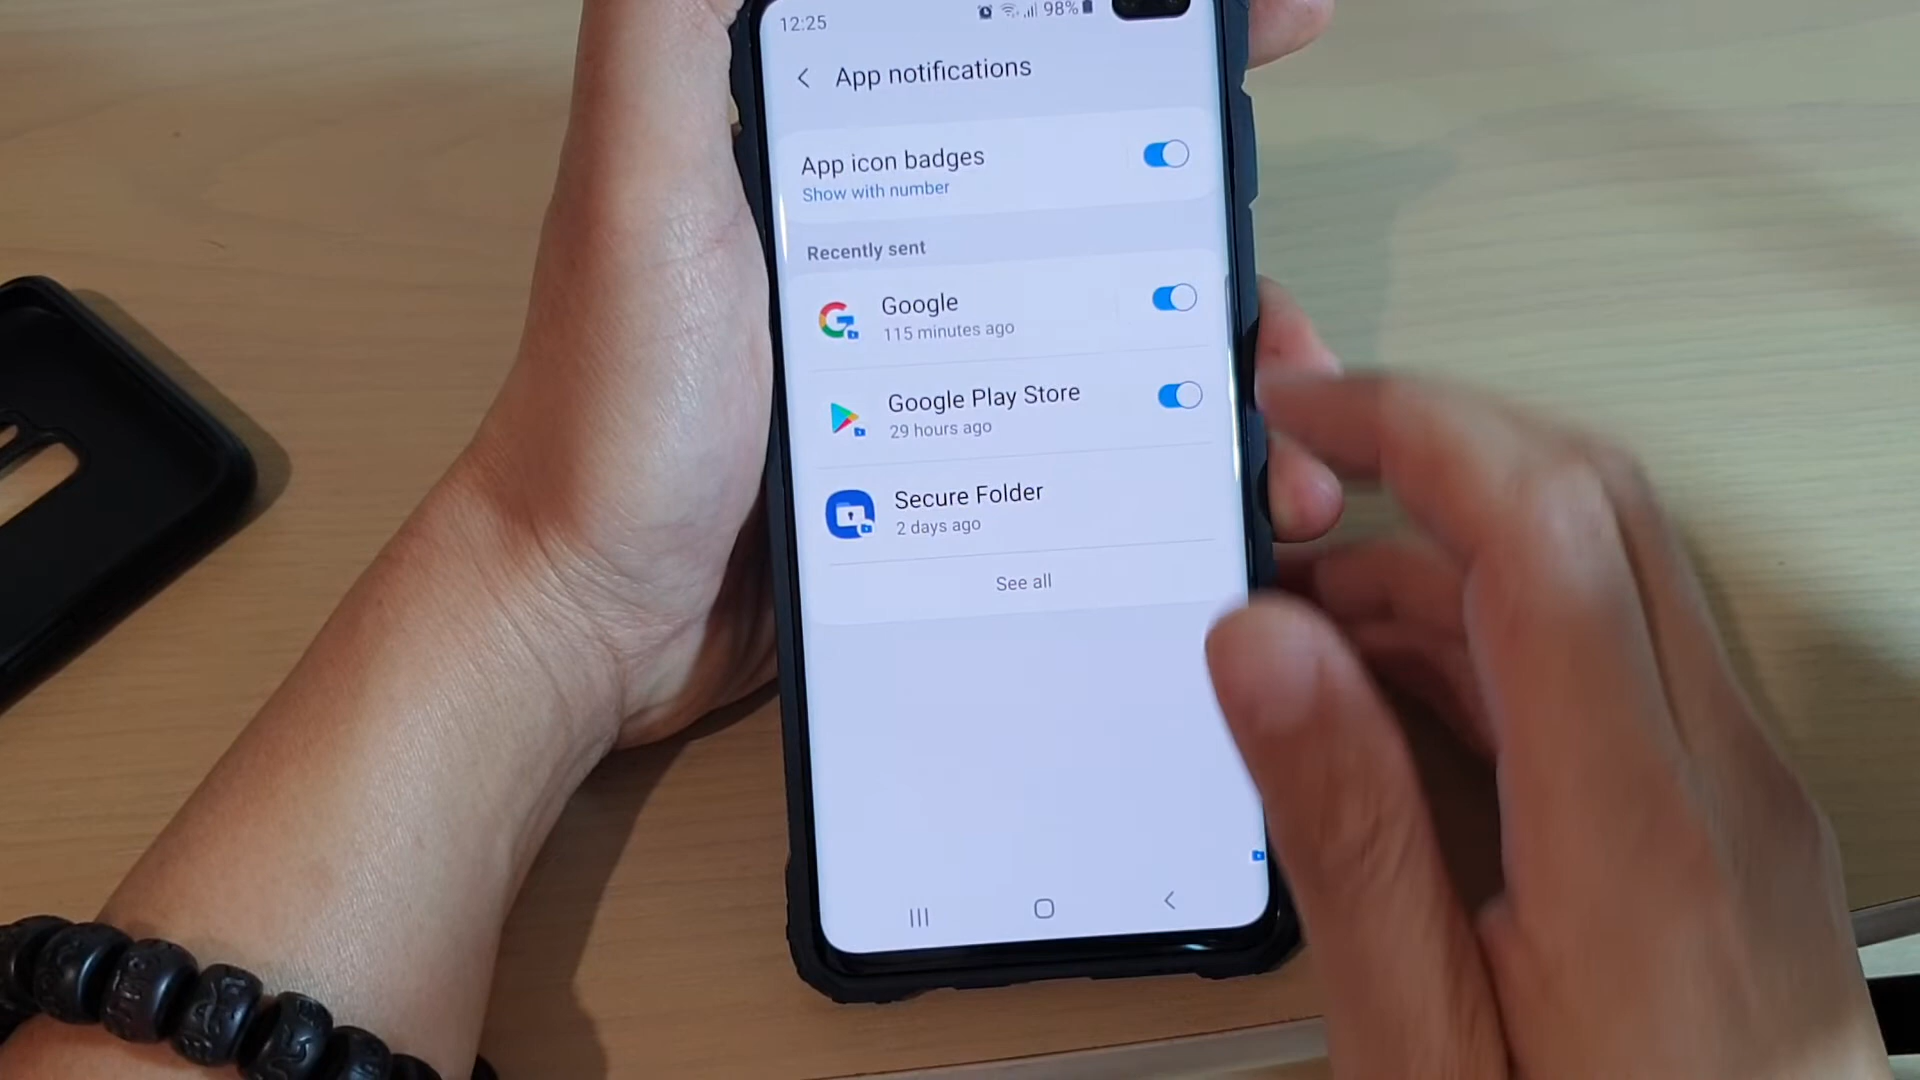 12:25 98%
App notifications
App icon badges
Show with number
Recently sent
Google
115 minutes ago
Google Play Store
29 hours ago
Secure Folder
2 days ago
See all